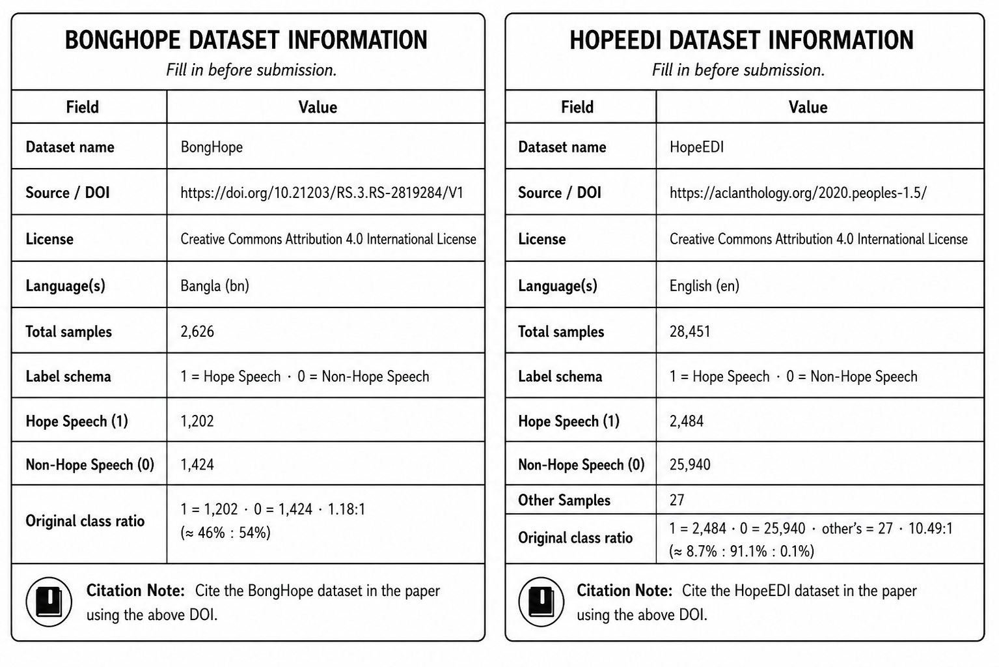 BONGHOPE DATASET INFORMATION
Fill in before submission.
Field Value
Dataset name BongHope
Source / DOI https://doi.org/10.21203/RS.3.RS-2819284/V1
License Creative Commons Attribution 4.0 International License
Language(s) Bangla (bn)
Total samples 2,626
Label schema 1 = Hope Speech · 0 = Non-Hope Speech
Hope Speech (1) 1,202
Non-Hope Speech (0) 1,424
Original class ratio 1 = 1,202 · 0 = 1,424 · 1.18:1
(≈ 46% : 54%)
Citation Note: Cite the BongHope dataset in the paper
using the above DOI.
HOPEEDI DATASET INFORMATION
Fill in before submission.
Field Value
Dataset name HopeEDI
Source / DOI https://aclanthology.org/2020.peoples-1.5/
License Creative Commons Attribution 4.0 International License
Language(s) English (en)
Total samples 28,451
Label schema 1 = Hope Speech · 0 = Non-Hope Speech
Hope Speech (1) 2,484
Non-Hope Speech (0) 25,940
Other Samples 27
Original class ratio 1 = 2,484 · 0 = 25,940 · other’s = 27 · 10.49:1
(≈ 8.7% : 91.1% : 0.1%)
Citation Note: Cite the HopeEDI dataset in the paper
using the above DOI.